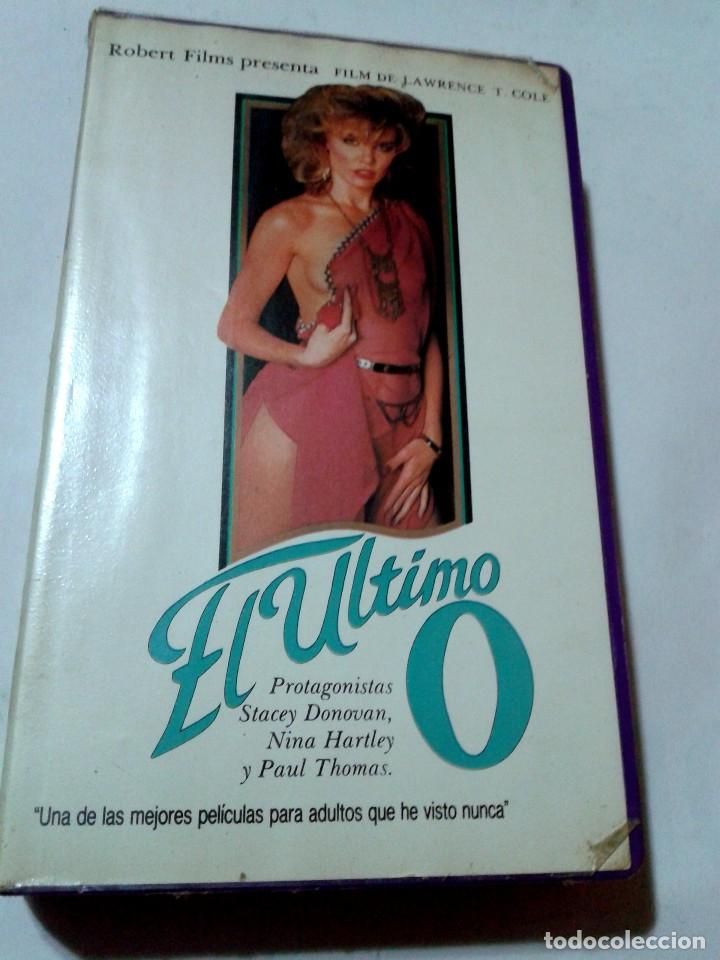 Robert Films presenta FILM DE LAWRENCE T. COLE
El Ultimo O
Protagonistas
Stacey Donovan,
Nina Hartley
y Paul Thomas.
"Una de las mejores películas para adultos que he visto nunca"
todocoleccion